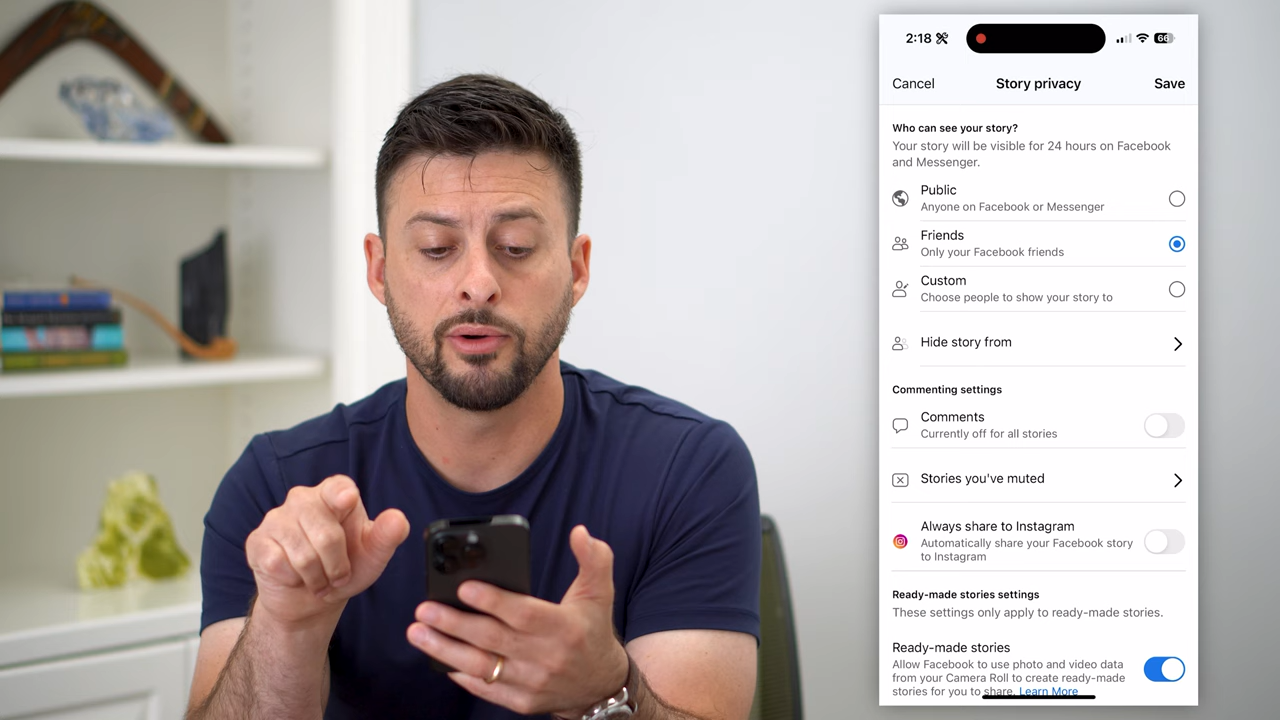 2:18
66
Cancel
Story privacy
Save
Who can see your story?
Your story will be visible for 24 hours on Facebook
and Messenger.
Public
Anyone on Facebook or Messenger
Friends
Only your Facebook friends
Custom
Choose people to show your story to
Hide story from
Commenting settings
Comments
Currently off for all stories
Stories you've muted
Always share to Instagram
Automatically share your Facebook story
to Instagram
Ready-made stories settings
These settings only apply to ready-made stories.
Ready-made stories
Allow Facebook to use photo and video data
from your Camera Roll to create ready-made
stories for you to share. Learn More